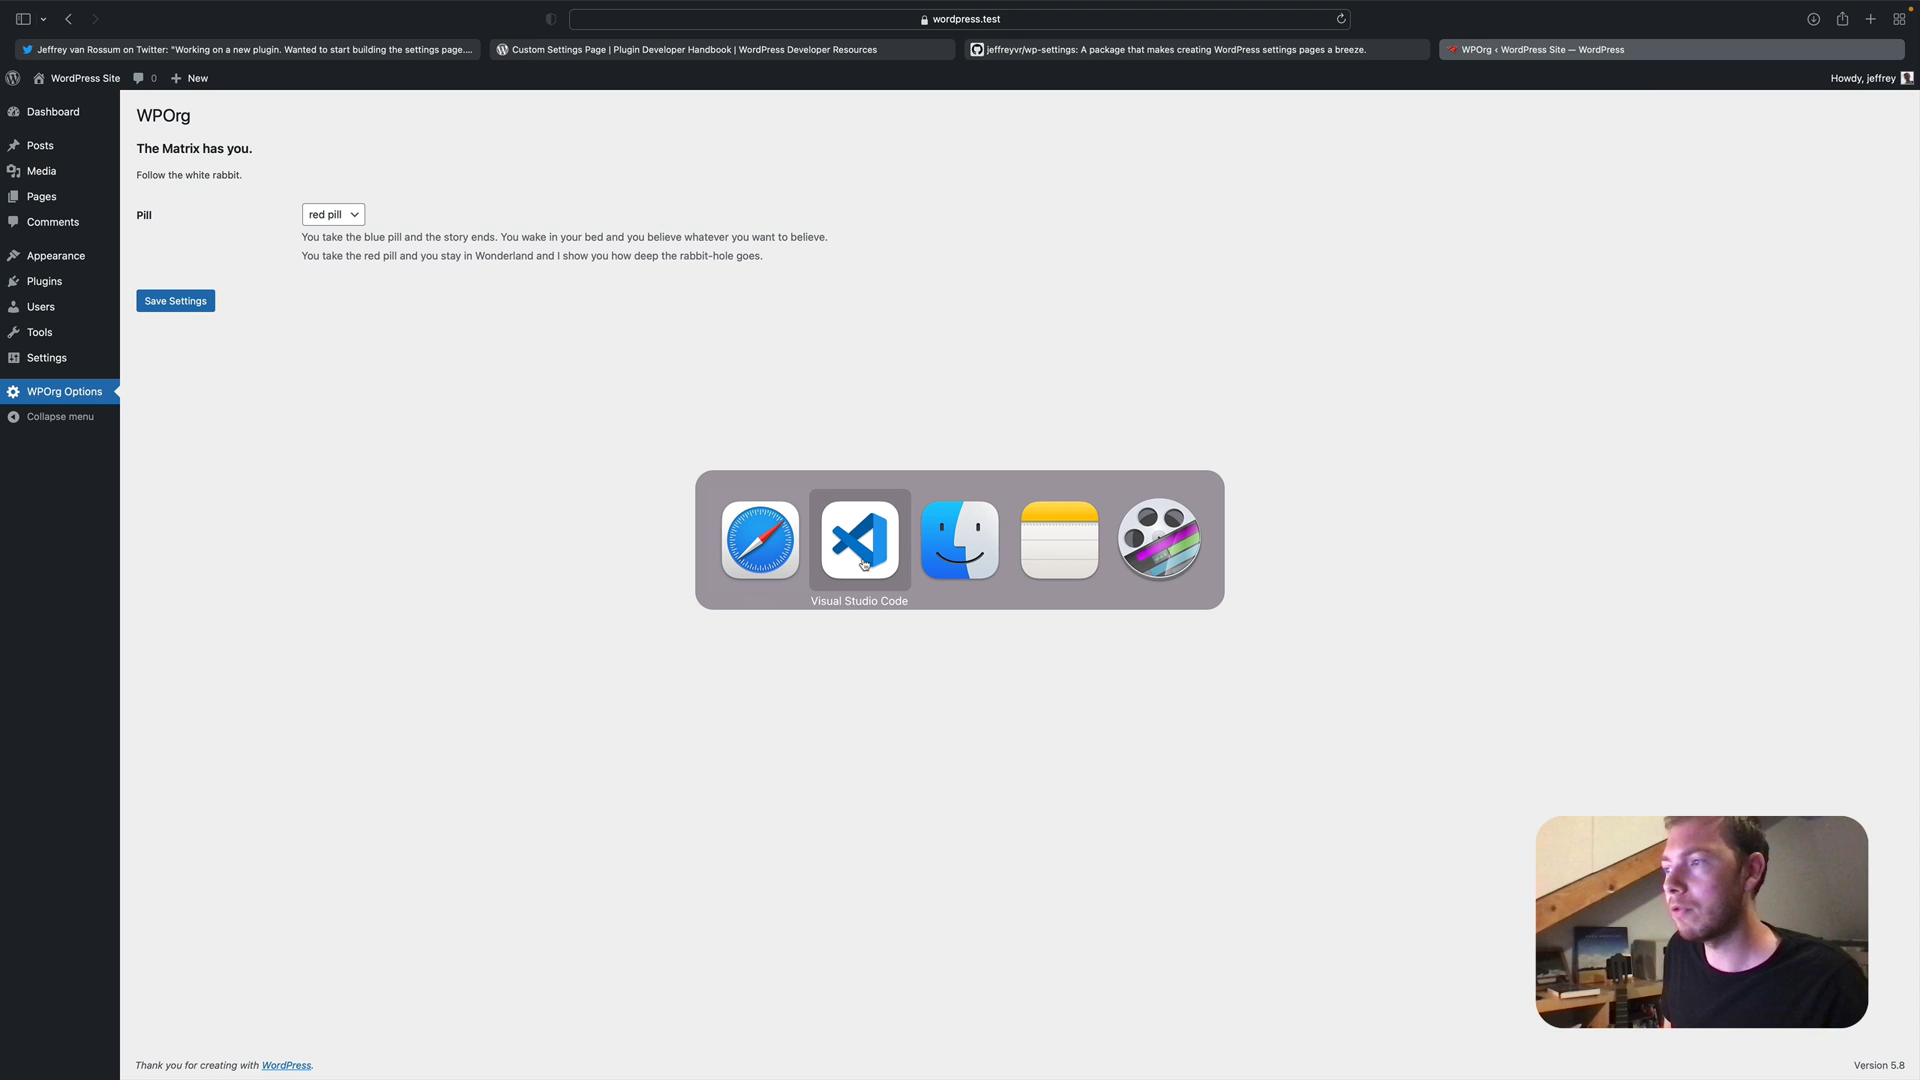 wordpress.test
Jeffrey van Rossum on Twitter: "Working on a new plugin. Wanted to start building the settings page....
Custom Settings Page | Plugin Developer Handbook | WordPress Developer Resources
jeffreyvr/wp-settings: A package that makes creating WordPress settings pages a breeze.
WPOrg ‹ WordPress Site — WordPress
WordPress Site
0
New
Howdy, jeffrey
Dashboard
Posts
Media
Pages
Comments
Appearance
Plugins
Users
Tools
Settings
WPOrg Options
Collapse menu
WPOrg
The Matrix has you.
Follow the white rabbit.
Pill
red pill
You take the blue pill and the story ends. You wake in your bed and you believe whatever you want to believe.
You take the red pill and you stay in Wonderland and I show you how deep the rabbit-hole goes.
Save Settings
Visual Studio Code
Thank you for creating with WordPress.
Version 5.8